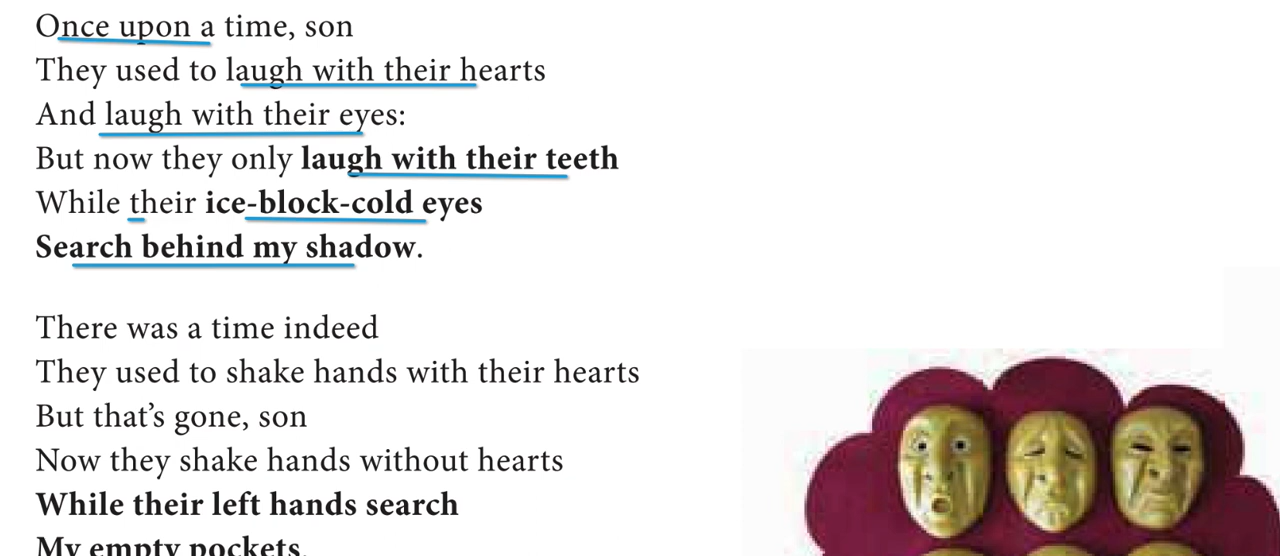 Once upon a time, son
They used to laugh with their hearts
And laugh with their eyes:
But now they only laugh with their teeth
While their ice-block-cold eyes
Search behind my shadow.
There was a time indeed
They used to shake hands with their hearts
But that’s gone, son
Now they shake hands without hearts
While their left hands search
My empty pockets.